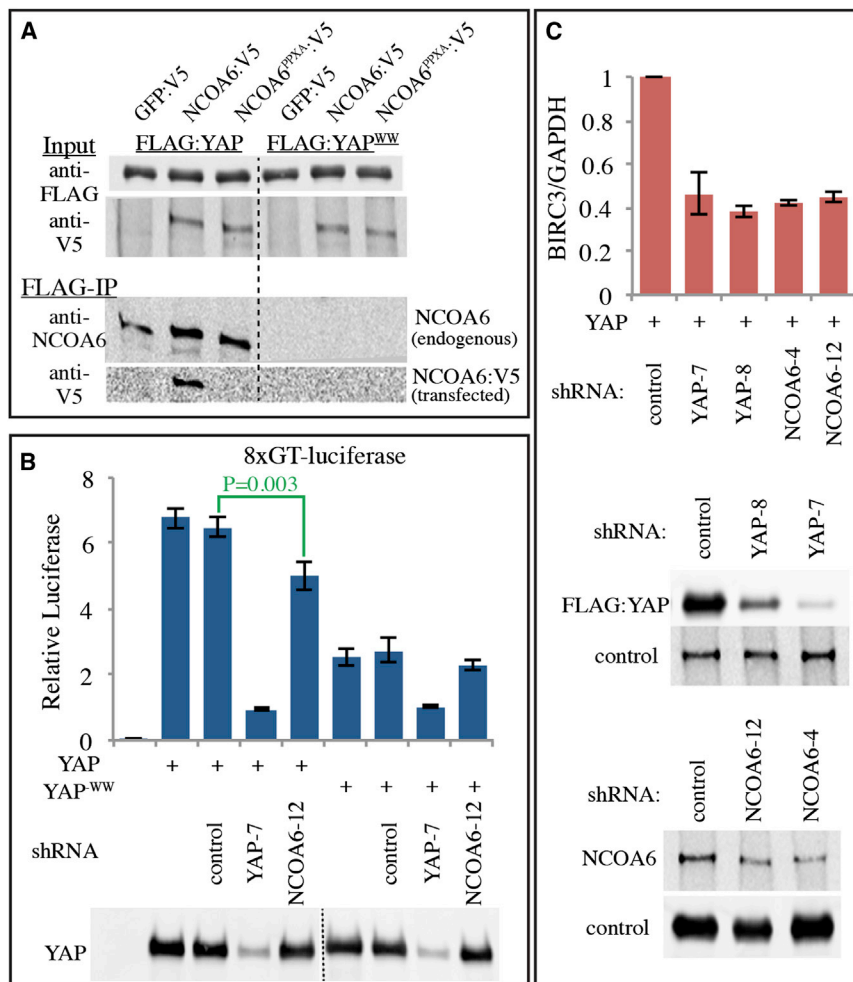 A
GFP:V5
NCOA6:V5
NCOA6PPXA:V5
GFP:V5
NCOA6:V5
NCOA6PPXA:V5
Input
FLAG:YAP
FLAG:YAPWW
anti-
FLAG
anti-
V5
FLAG-IP
anti-
NCOA6
NCOA6
(endogenous)
anti-
V5
NCOA6:V5
(transfected)
B
8xGT-luciferase
P=0.003
Relative Luciferase
8
6
4
2
0
YAP + + + +
YAP-WW + + + +
shRNA
control
YAP-7
NCOA6-12
control
YAP-7
NCOA6-12
YAP
C
BIRC3/GAPDH
1
0.8
0.6
0.4
0.2
0
YAP + + + + +
shRNA:
control
YAP-7
YAP-8
NCOA6-4
NCOA6-12
shRNA:
control
YAP-8
YAP-7
FLAG:YAP
control
shRNA:
control
NCOA6-12
NCOA6-4
NCOA6
control